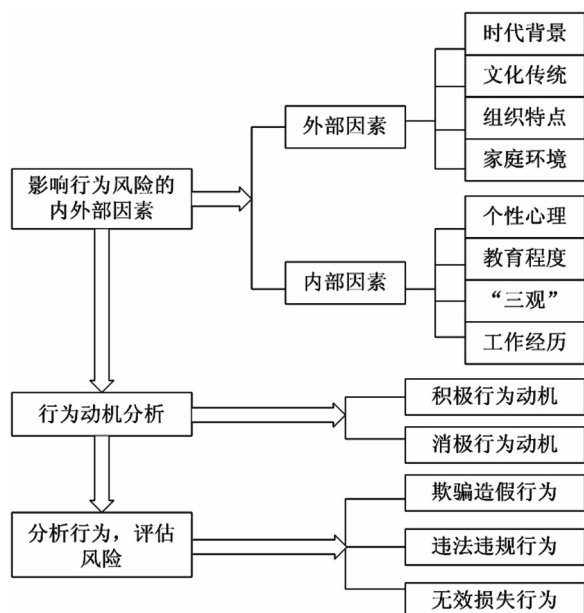 时代背景
文化传统
组织特点
家庭环境
外部因素
影响行为风险的
内外部因素
个性心理
教育程度
“三观”
工作经历
内部因素
行为动机分析
积极行为动机
消极行为动机
分析行为，评估
风险
欺骗造假行为
违法违规行为
无效损失行为